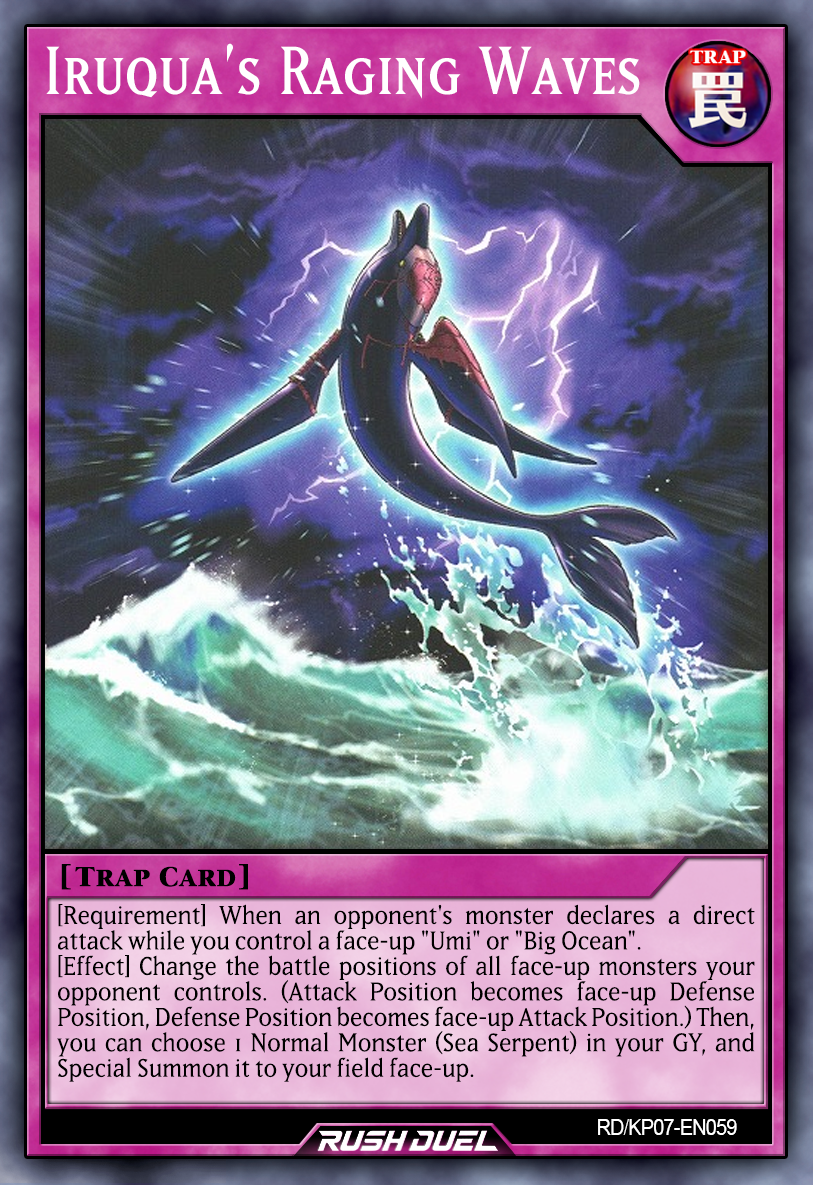 Iruqua's Raging Waves
TRAP
罠
[Trap Card]
[Requirement] When an opponent's monster declares a direct
attack while you control a face-up "Umi" or "Big Ocean".
[Effect] Change the battle positions of all face-up monsters your
opponent controls. (Attack Position becomes face-up Defense
Position, Defense Position becomes face-up Attack Position.) Then,
you can choose 1 Normal Monster (Sea Serpent) in your GY, and
Special Summon it to your field face-up.
RD/KP07-EN059
RUSH DUEL